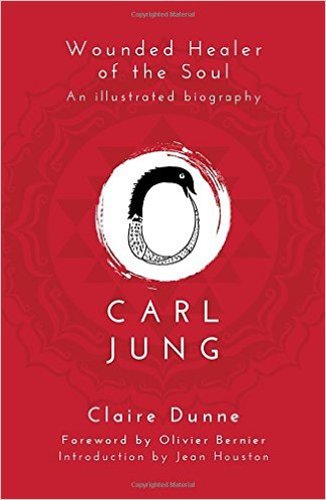 Wounded Healer
of the Soul
An illustrated biography
CARL
JUNG
Claire Dunne
Foreword by Olivier Bernier
Introduction by Jean Houston